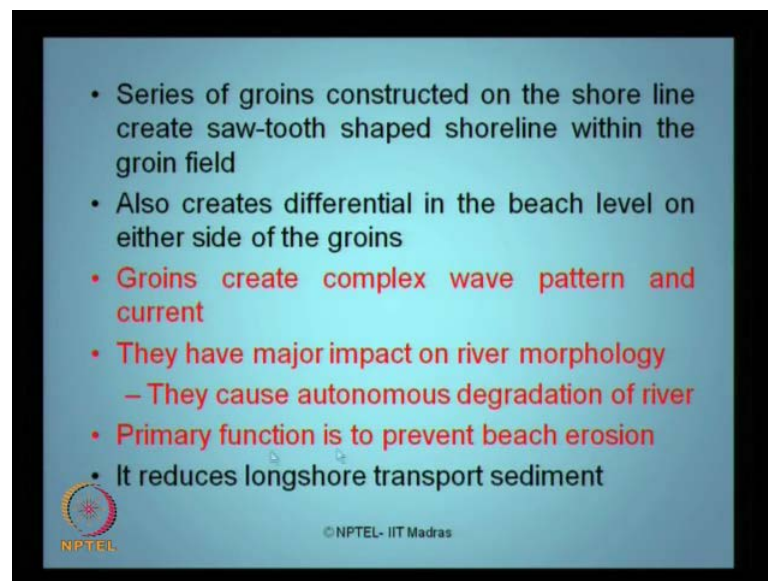 • Series of groins constructed on the shore line
create saw-tooth shaped shoreline within the
groin field
• Also creates differential in the beach level on
either side of the groins
• Groins create complex wave pattern and
current
• They have major impact on river morphology
– They cause autonomous degradation of river
• Primary function is to prevent beach erosion
• It reduces longshore transport sediment
NPTEL
© NPTEL- IIT Madras